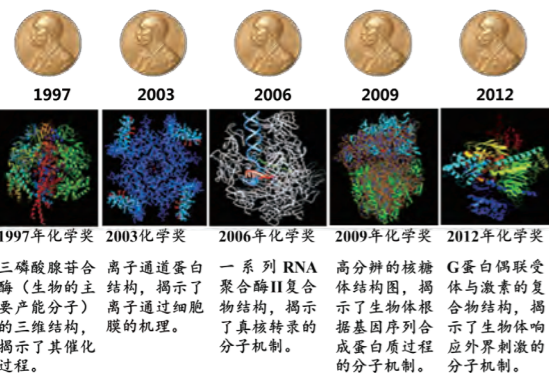 1997
2003
2006
2009
2012
1997年化学奖
2003化学奖
2006年化学奖
2009年化学奖
2012年化学奖
三磷酸腺苷合
酶（生物的主
要产能分子）
的三维结构，
揭示了其催化
过程。
离子通道蛋白
结构，揭示了
离子通过细胞
膜的机理。
一系列RNA
聚合酶II复合
物结构，揭示
了真核转录的
分子机制。
高分辨的核糖
体结构图，揭
示了生物体根
据基因序列合
成蛋白质过程
的分子机制。
G蛋白偶联受
体与激素的复
合物结构，揭
示了生物体响
应外界刺激的
分子机制。